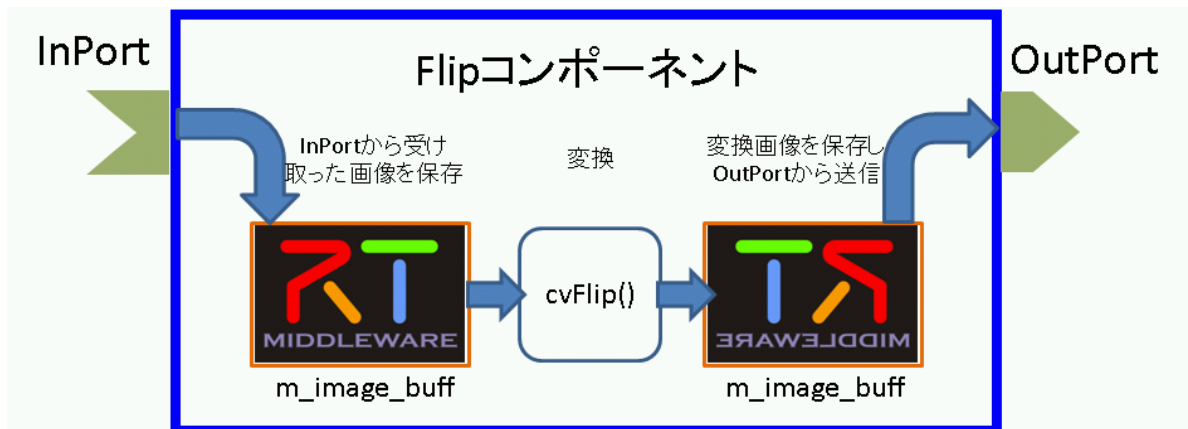 InPort
Flipコンポーネント
OutPort
InPortから受け
取った画像を保存
変換
変換画像を保存し
OutPortから送信
RT
MIDDLEWARE
cvFlip()
RT
MIDDLEWARE
m_image_buff
m_image_buff